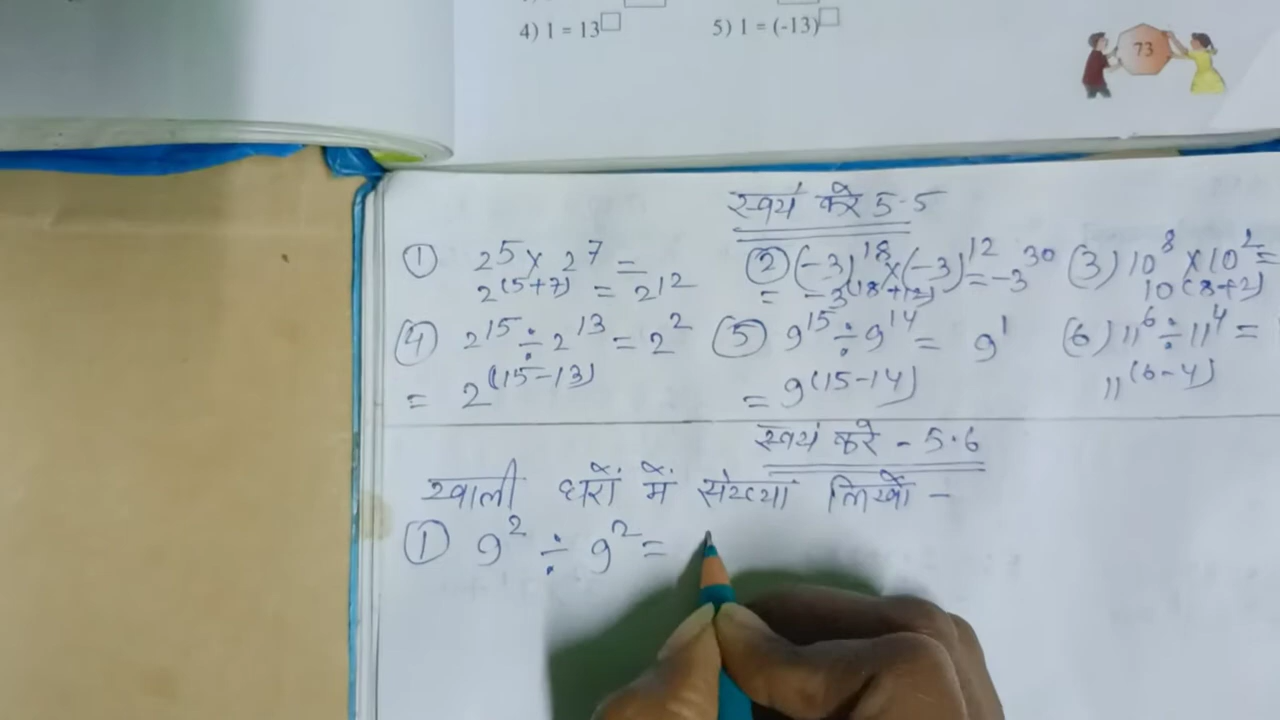 4) 1 = 13□ 5) 1 = (-13)□
73
स्वयं करे 5.5
① 2⁵ × 2⁷ = ② (-3)¹⁸ × (-3)¹² = -3³⁰ (3) 10⁸ × 10² =
2⁽⁵⁺⁷⁾ = 2¹² = -3⁽¹⁸⁺¹²⁾ 10⁽⁸⁺²⁾
④ 2¹⁵ ÷ 2¹³ = 2² ⑤ 9¹⁵ ÷ 9¹⁴ = 9¹ (6) 11⁶ ÷ 11⁴ =
= 2⁽¹⁵⁻¹³⁾ = 9⁽¹⁵⁻¹⁴⁾ 11⁽⁶⁻⁴⁾
स्वयं करे - 5.6
खाली घरों में संख्या लिखें -
① 9² ÷ 9² =